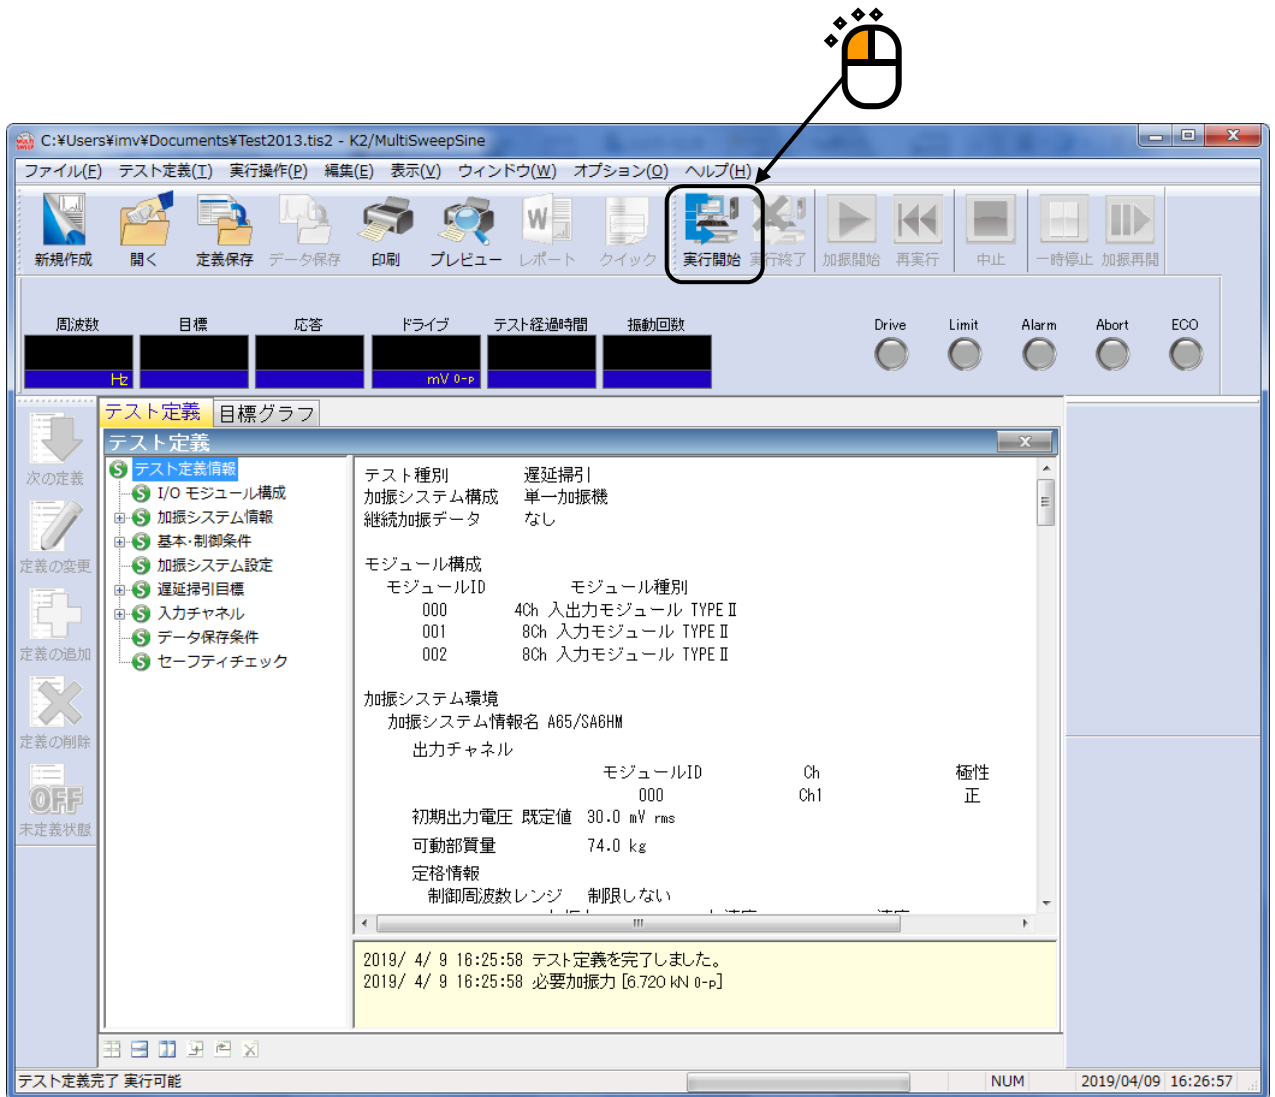 C:¥Users¥imv¥Documents¥Test2013.tis2 - K2/MultiSweepSine
ファイル(F) テスト定義(T) 実行操作(P) 編集(E) 表示(V) ウィンドウ(W) オプション(O) ヘルプ(H)
新規作成 開く 定義保存 データ保存 印刷 プレビュー レポート クイック 実行開始 実行終了 加振開始 再実行 中止 一時停止 加振再開
周波数 目標 応答 ドライブ テスト経過時間 振動回数 Drive Limit Alarm Abort ECO
Hz mV 0-p
次の定義
定義の変更
定義の追加
定義の削除
OFF
未定義状態
テスト定義 目標グラフ
テスト定義
テスト定義情報
I/O モジュール構成
加振システム情報
基本・制御条件
加振システム設定
遅延掃引目標
入力チャネル
データ保存条件
セーフティチェック
テスト種別 遅延掃引
加振システム構成 単一加振機
継続加振データ なし
モジュール構成
モジュールID モジュール種別
000 4Ch 入出力モジュール TYPEⅡ
001 8Ch 入力モジュール TYPEⅡ
002 8Ch 入力モジュール TYPEⅡ
加振システム環境
加振システム情報名 A65/SA6HM
出力チャネル
モジュールID Ch 極性
000 Ch1 正
初期出力電圧 既定値 30.0 mV rms
可動部質量 74.0 kg
定格情報
制御周波数レンジ 制限しない
2019/ 4/ 9 16:25:58 テスト定義を完了しました。
2019/ 4/ 9 16:25:58 必要加振力 [6.720 kN 0-p]
テスト定義完了 実行可能 NUM 2019/04/09 16:26:57